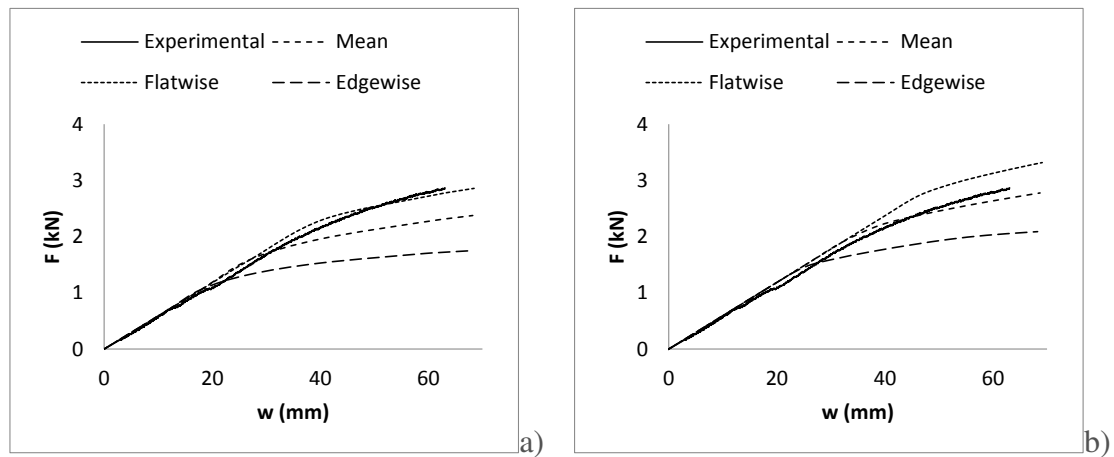 Experimental Mean
Flatwise Edgewise
4
3
2
1
0
F (kN)
0 20 40 60
w (mm)
a)
Experimental Mean
Flatwise Edgewise
4
3
2
1
0
F (kN)
0 20 40 60
w (mm)
b)